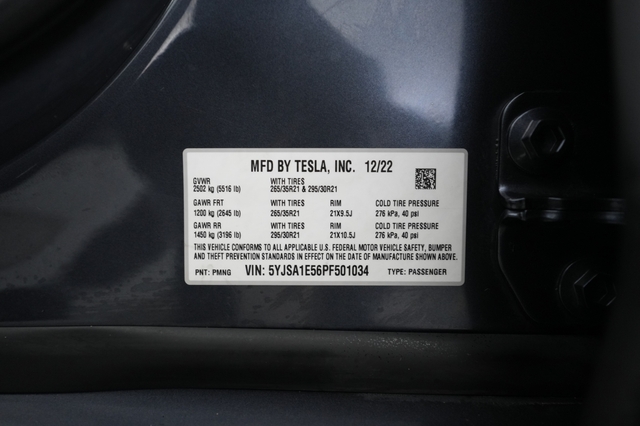 MFD BY TESLA, INC. 12/22
GVWR WITH TIRES
2502 kg (5516 lb) 265/35R21 & 295/30R21
GAWR FRT WITH TIRES RIM COLD TIRE PRESSURE
1200 kg (2645 lb) 265/35R21 21X9.5J 276 kPa, 40 psi
GAWR RR WITH TIRES RIM COLD TIRE PRESSURE
1450 kg (3196 lb) 295/30R21 21X10.5J 276 kPa, 40 psi
THIS VEHICLE CONFORMS TO ALL APPLICABLE U.S. FEDERAL MOTOR VEHICLE SAFETY, BUMPER
AND THEFT PREVENTION STANDARDS IN EFFECT ON THE DATE OF MANUFACTURE SHOWN ABOVE.
PNT: PMNG VIN: 5YJSA1E56PF501034 TYPE: PASSENGER